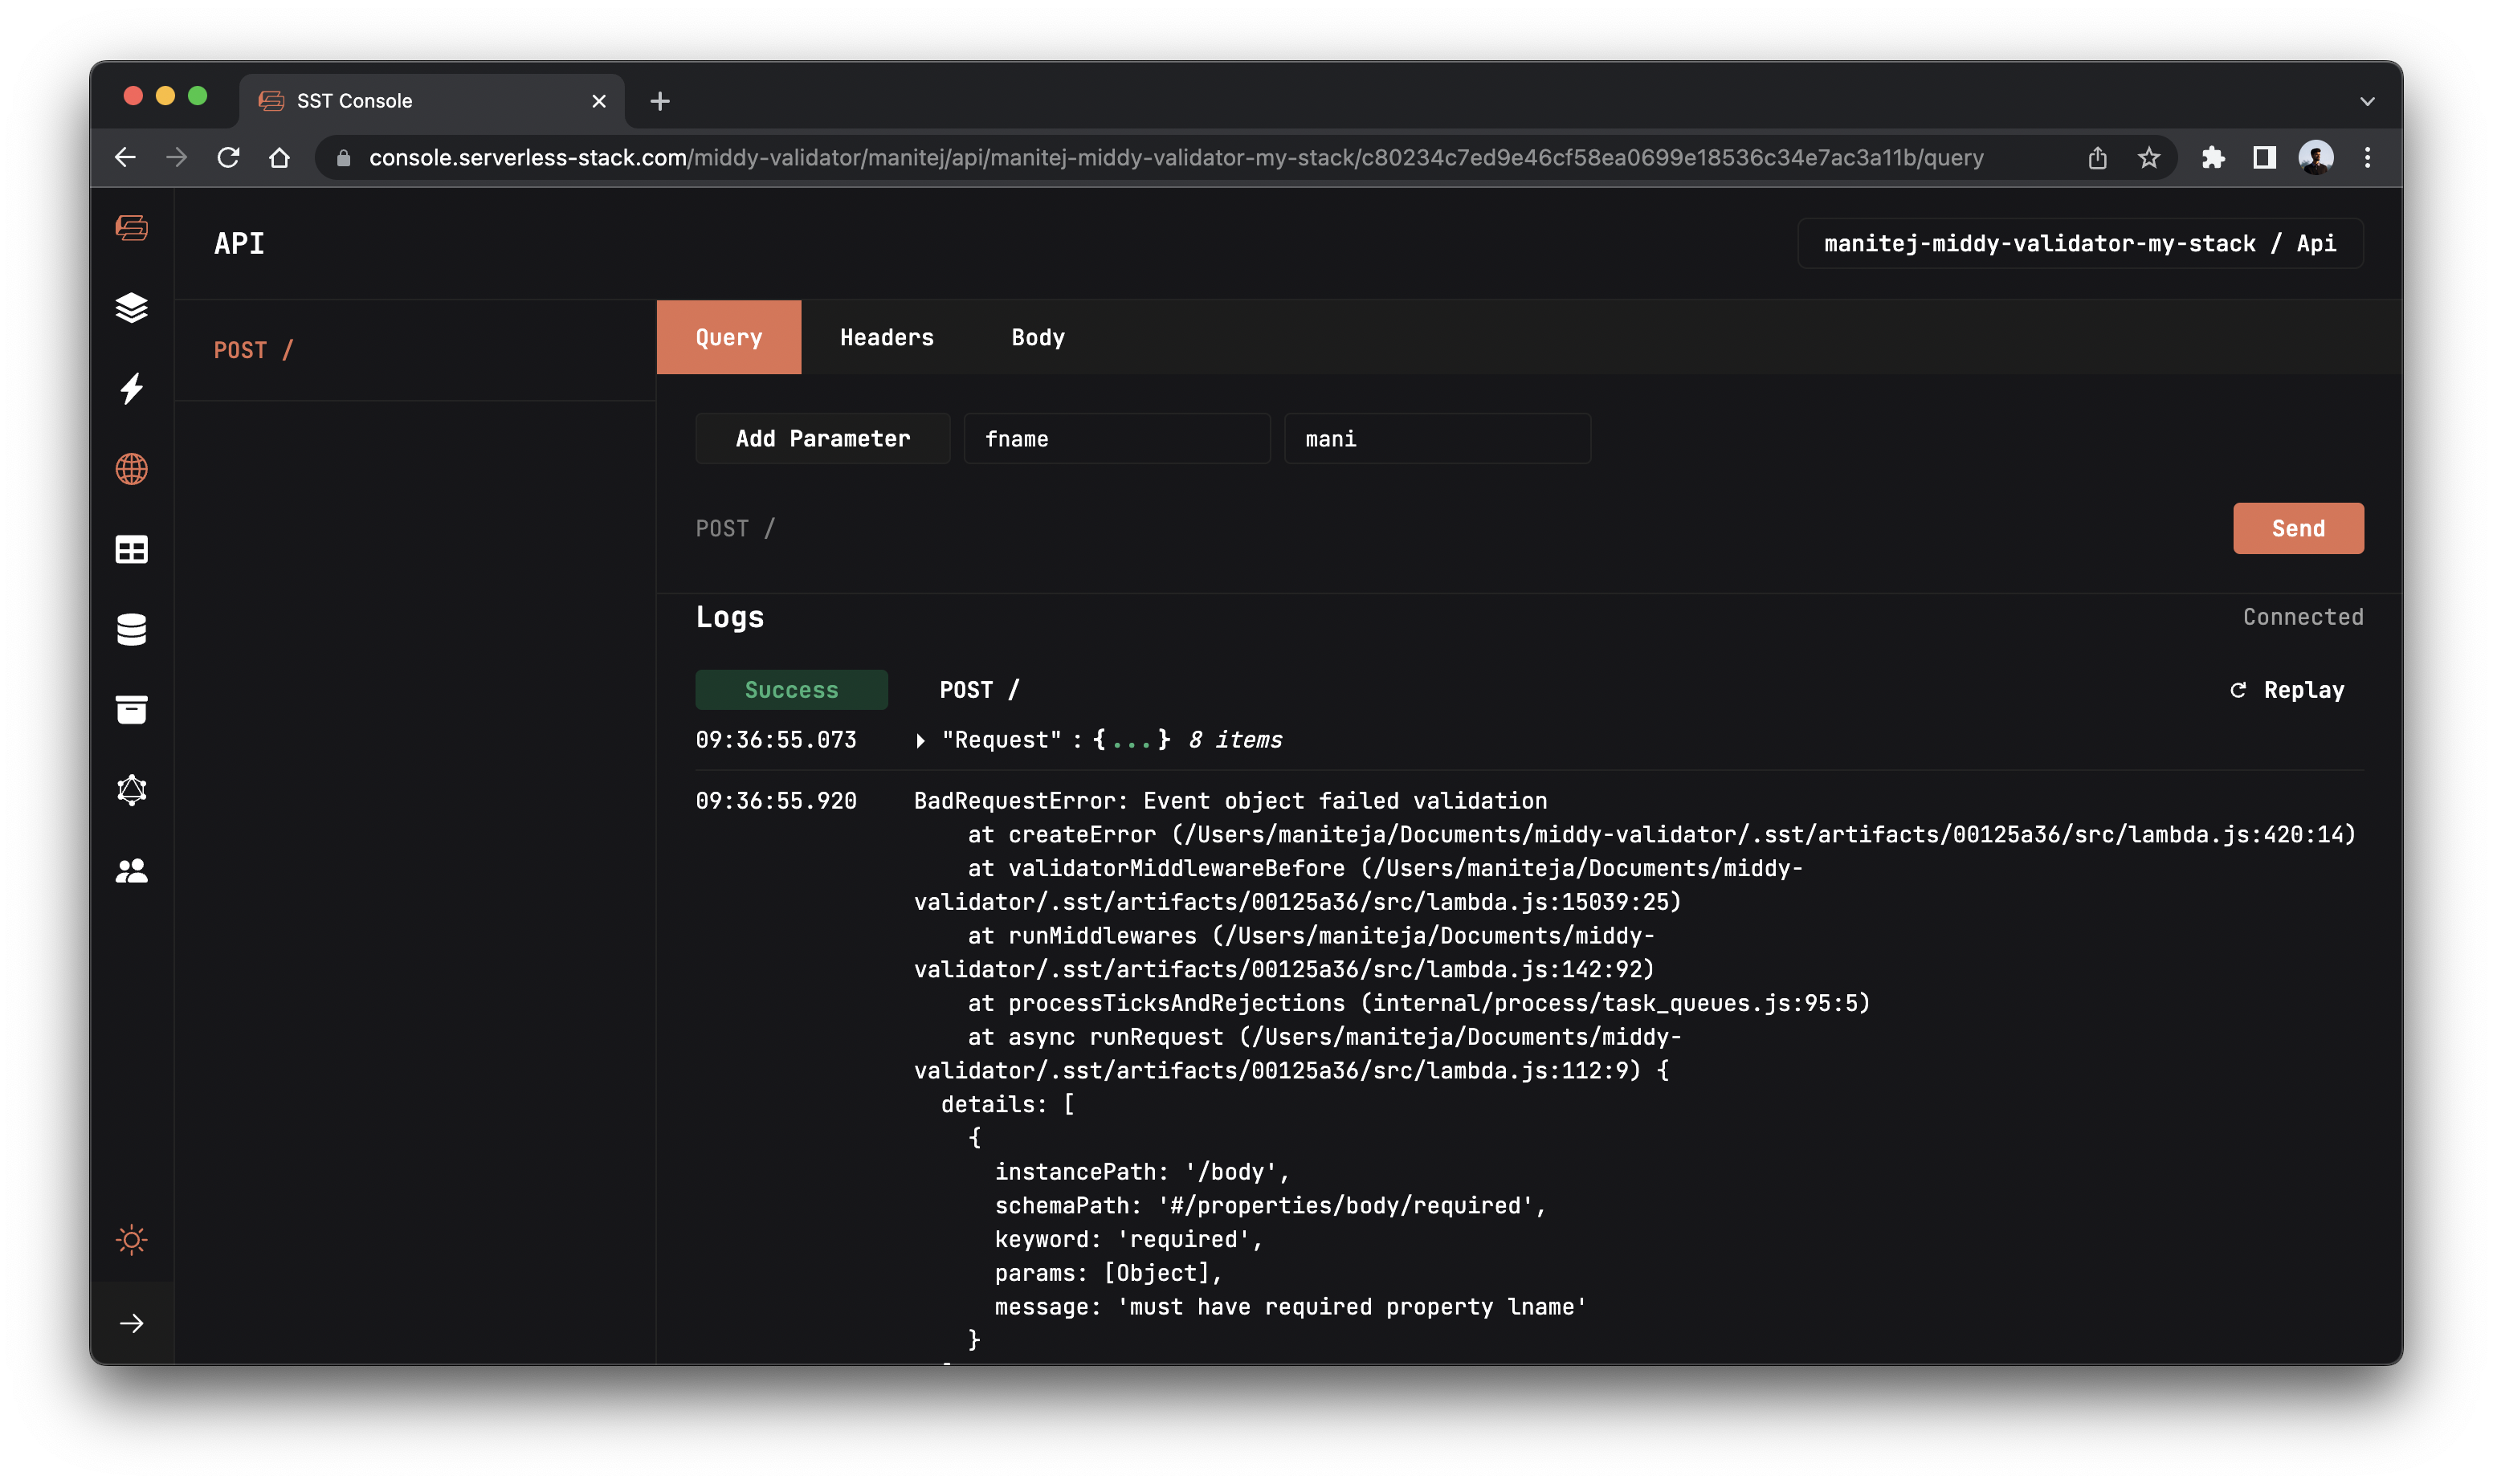 SST Console
console.serverless-stack.com/middy-validator/manitej/api/manitej-middy-validator-my-stack/c80234c7ed9e46cf58ea0699e18536c34e7ac3a11b/query
API
manitej-middy-validator-my-stack / Api
POST /
Query Headers Body
Add Parameter fname mani
POST / Send
Logs Connected
Success POST / Replay
09:36:55.073 "Request" : {...} 8 items
09:36:55.920 BadRequestError: Event object failed validation
at createError (/Users/maniteja/Documents/middy-validator/.sst/artifacts/00125a36/src/lambda.js:420:14)
at validatorMiddlewareBefore (/Users/maniteja/Documents/middy-
validator/.sst/artifacts/00125a36/src/lambda.js:15039:25)
at runMiddlewares (/Users/maniteja/Documents/middy-
validator/.sst/artifacts/00125a36/src/lambda.js:142:92)
at processTicksAndRejections (internal/process/task_queues.js:95:5)
at async runRequest (/Users/maniteja/Documents/middy-
validator/.sst/artifacts/00125a36/src/lambda.js:112:9) {
details: [
{
instancePath: '/body',
schemaPath: '#/properties/body/required',
keyword: 'required',
params: [Object],
message: 'must have required property lname'
}